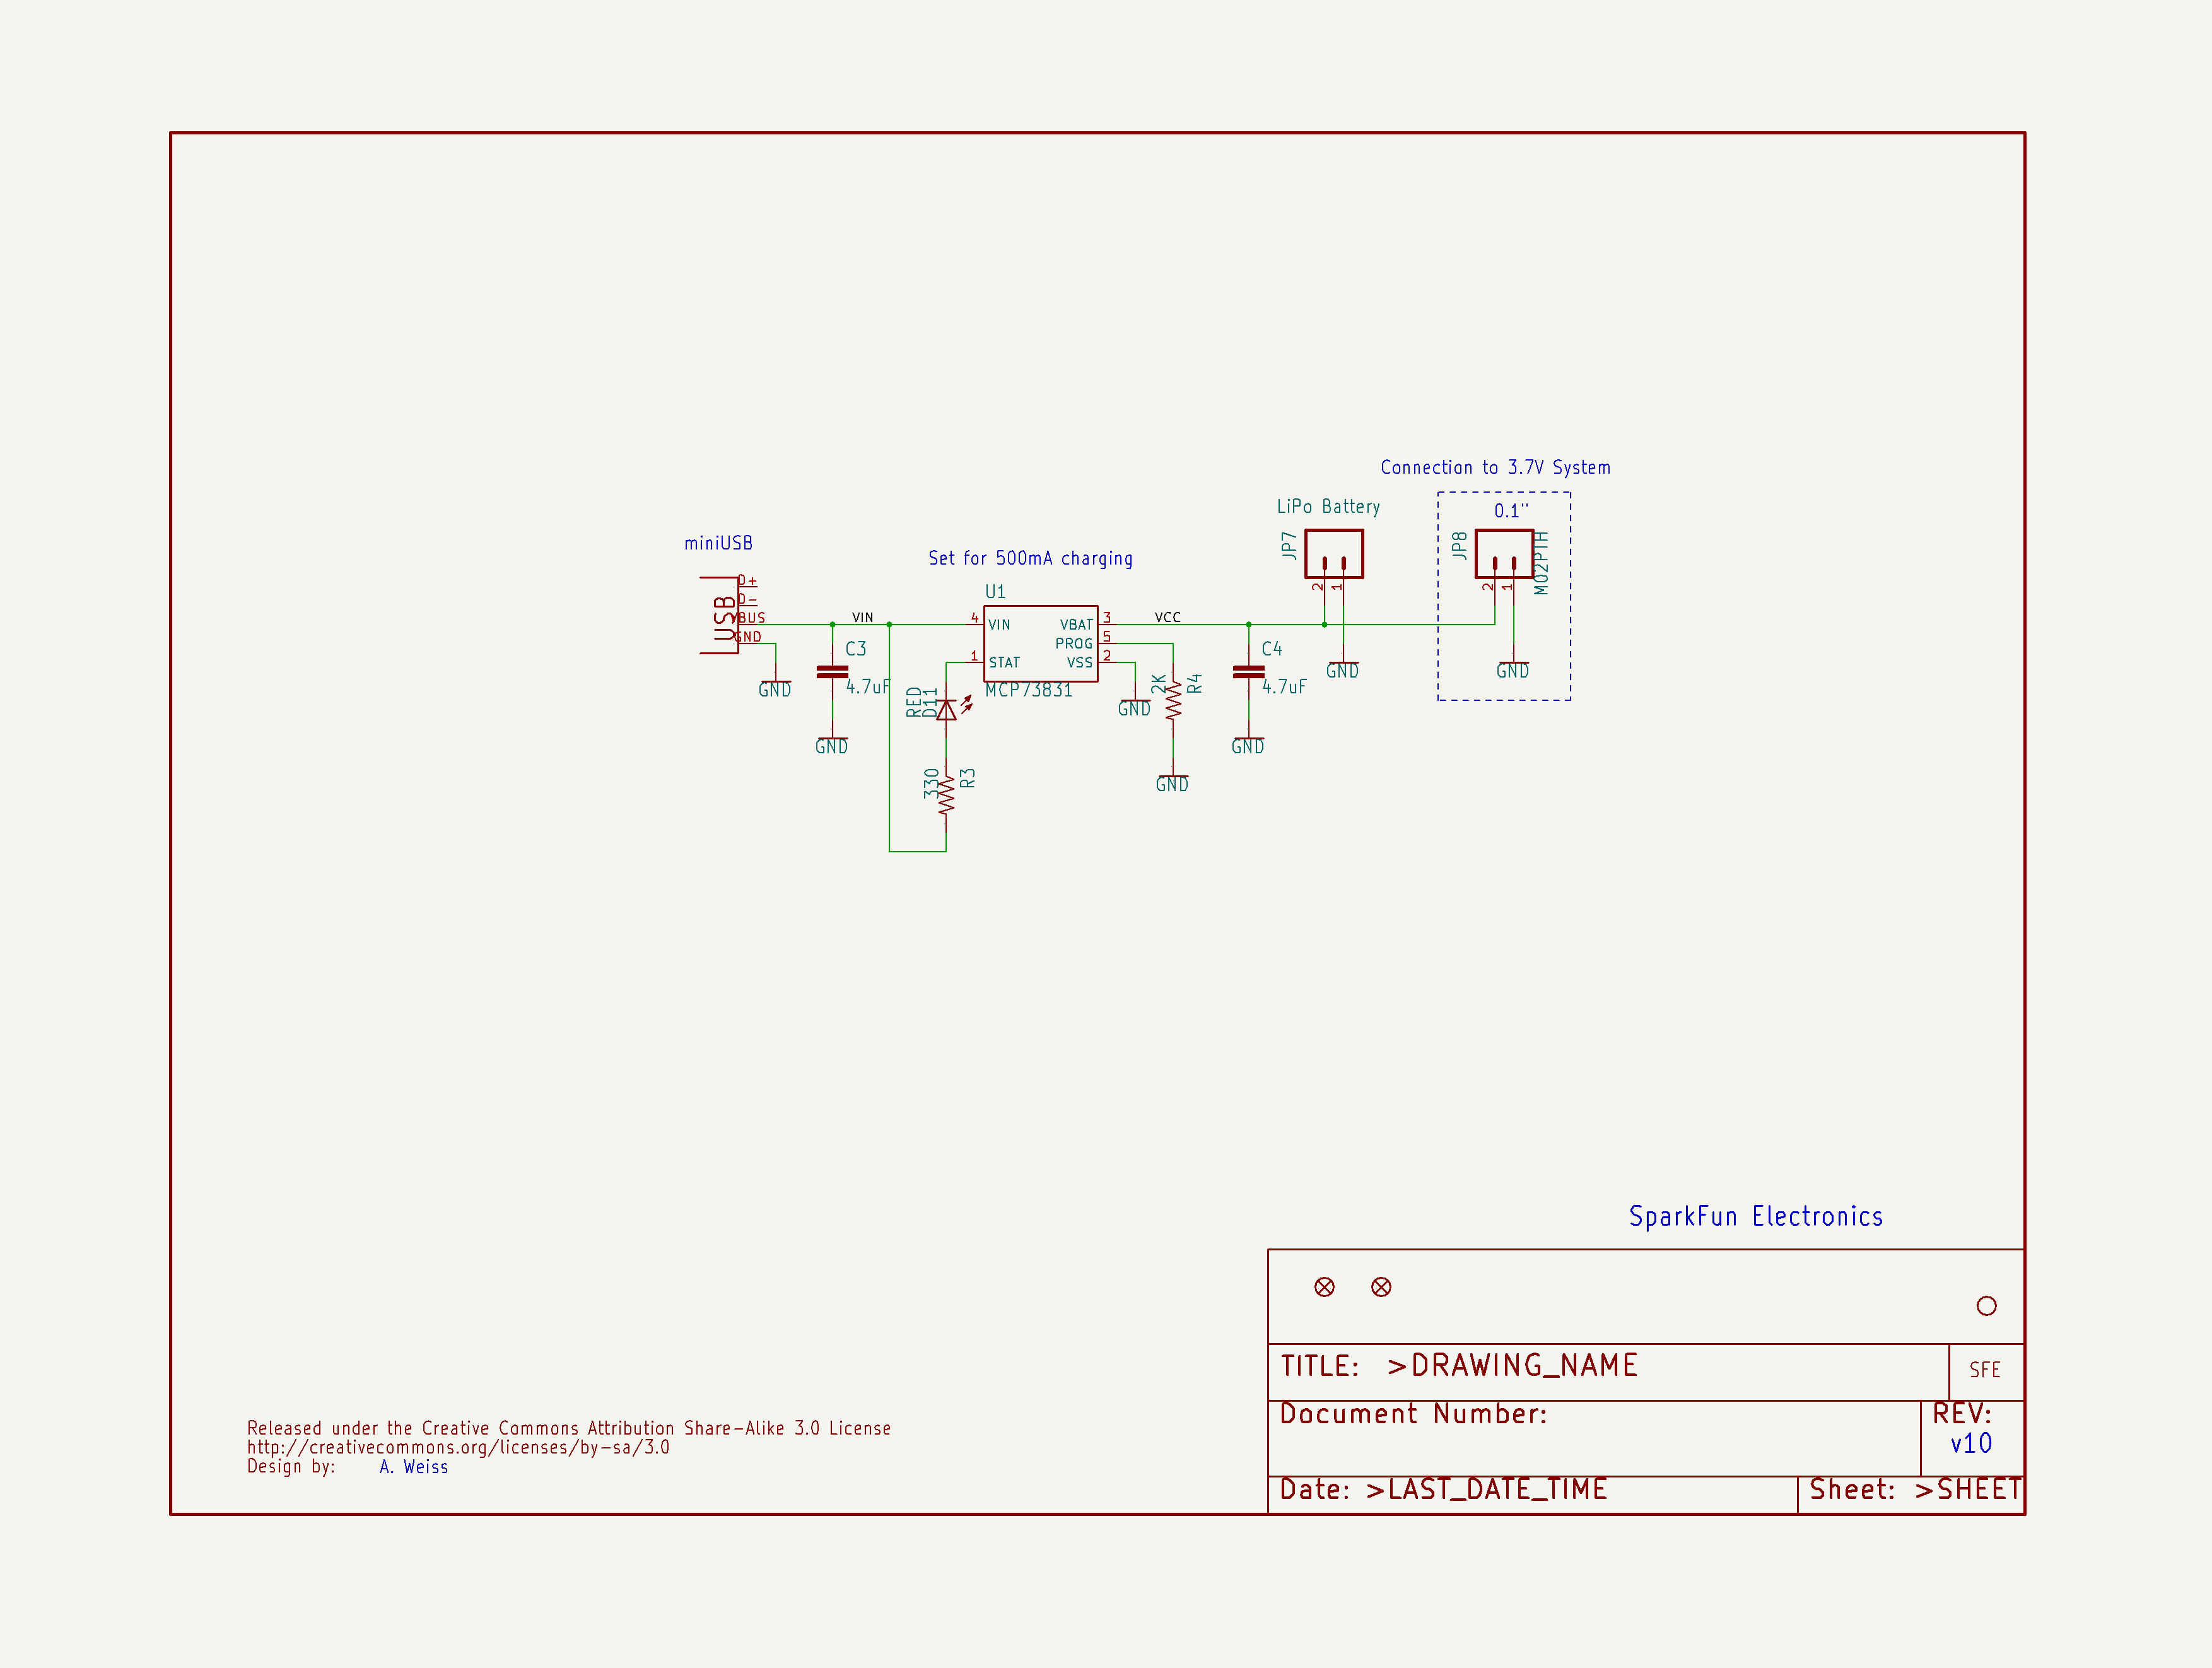 Connection to 3.7V System
LiPo Battery
0.1''
JP7
JP8
M02PTH
2
1
2
1
miniUSB
Set for 500mA charging
U1
USB
D+
D-
VBUS
GND
VIN
4
VIN
VBAT
3
VCC
PROG
5
1
STAT
VSS
2
MCP73831
C3
4.7uF
C4
4.7uF
GND
GND
GND
GND
GND
GND
GND
RED
D11
2K
R4
330
R3
SparkFun Electronics
TITLE: >DRAWING_NAME
SFE
Document Number:
REV:
v10
Date: >LAST_DATE_TIME
Sheet: >SHEET
Released under the Creative Commons Attribution Share-Alike 3.0 License
http://creativecommons.org/licenses/by-sa/3.0
Design by: A. Weiss